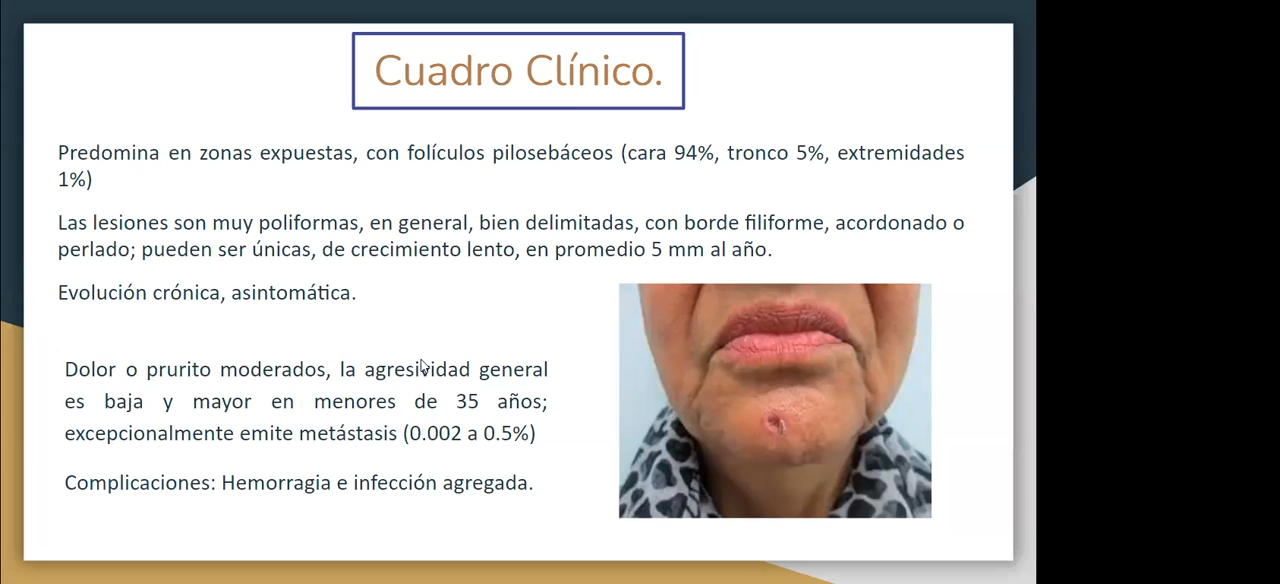 Cuadro Clínico.
Predomina en zonas expuestas, con folículos pilosebáceos (cara 94%, tronco 5%, extremidades
1%)
Las lesiones son muy poliformas, en general, bien delimitadas, con borde filiforme, acordonado o
perlado; pueden ser únicas, de crecimiento lento, en promedio 5 mm al año.
Evolución crónica, asintomática.
Dolor o prurito moderados, la agresividad general
es baja y mayor en menores de 35 años;
excepcionalmente emite metástasis (0.002 a 0.5%)
Complicaciones: Hemorragia e infección agregada.